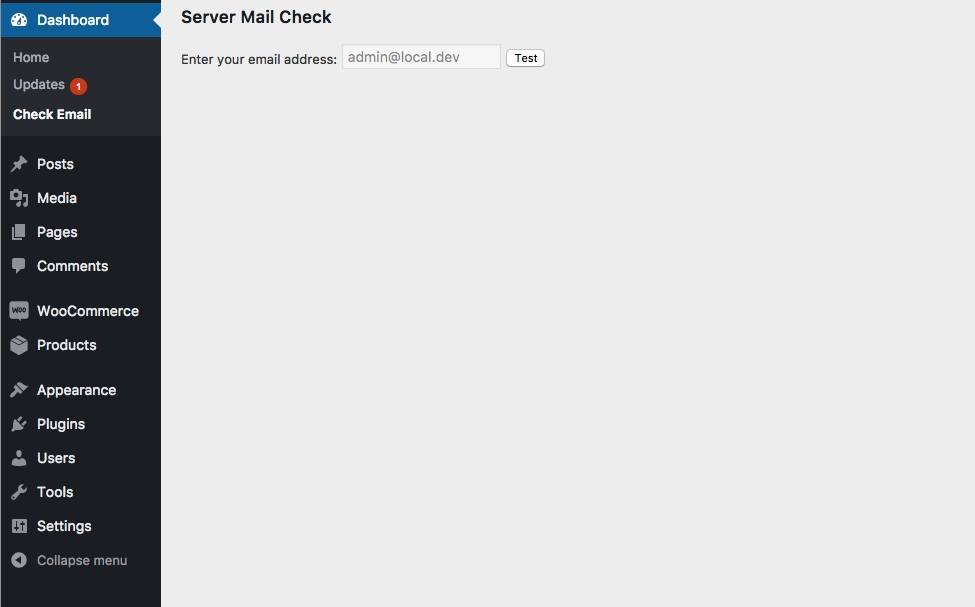 Dashboard
Home
Updates 1
Check Email
Posts
Media
Pages
Comments
WOO WooCommerce
Products
Appearance
Plugins
Users
Tools
Settings
Collapse menu
Server Mail Check
Enter your email address: admin@local.dev Test